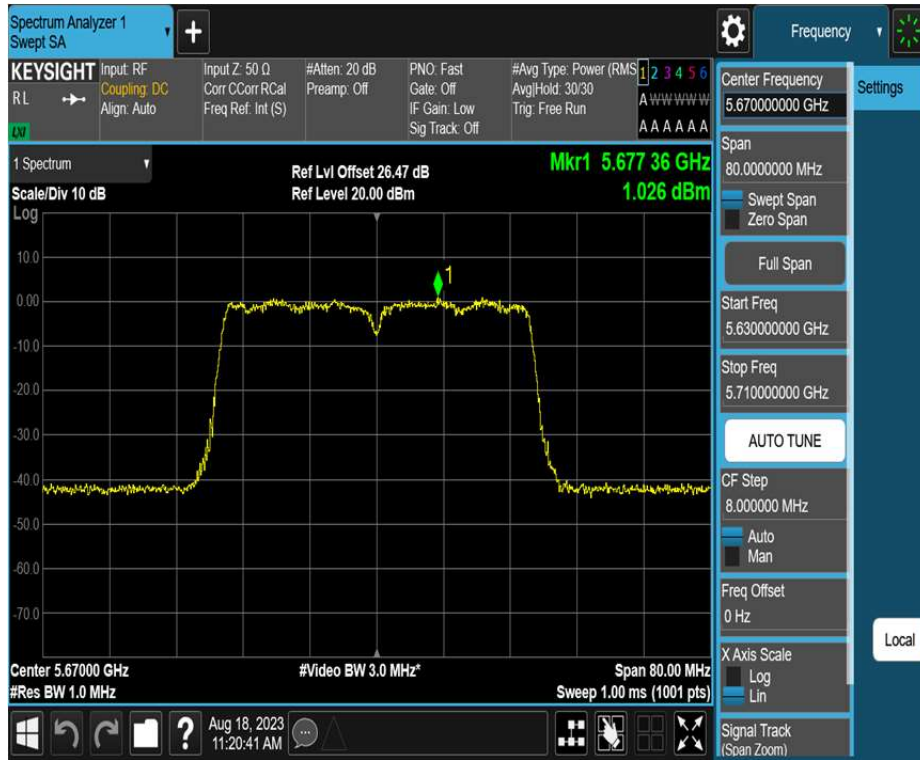 Spectrum Analyzer 1
Swept SA
+
Frequency
KEYSIGHT
RL
LXI
Input: RF
Coupling: DC
Align: Auto
Input Z: 50 Ω
Corr CCorr RCal
Freq Ref: Int (S)
#Atten: 20 dB
Preamp: Off
PNO: Fast
Gate: Off
IF Gain: Low
Sig Track: Off
#Avg Type: Power (RMS
Avg|Hold: 30/30
Trig: Free Run
1 2 3 4 5 6
A W W W W W
A A A A A A
1 Spectrum
Scale/Div 10 dB
Log
Ref Lvl Offset 26.47 dB
Ref Level 20.00 dBm
Mkr1 5.677 36 GHz
1.026 dBm
10.0
0.00
-10.0
-20.0
-30.0
-40.0
-50.0
-60.0
-70.0
1
Center 5.67000 GHz
#Res BW 1.0 MHz
#Video BW 3.0 MHz*
Span 80.00 MHz
Sweep 1.00 ms (1001 pts)
?
Aug 18, 2023
11:20:41 AM
Center Frequency
5.670000000 GHz
Span
80.0000000 MHz
Swept Span
Zero Span
Full Span
Start Freq
5.630000000 GHz
Stop Freq
5.710000000 GHz
AUTO TUNE
CF Step
8.000000 MHz
Auto
Man
Freq Offset
0 Hz
X Axis Scale
Log
Lin
Signal Track
(Span Zoom)
Settings
Local